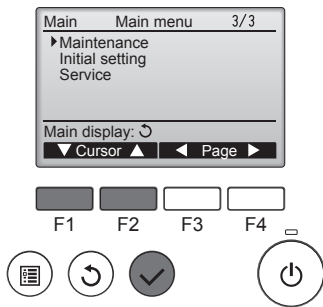 Main Main menu 3/3
Maintenance
Initial setting
Service
Main display:
Cursor Page
F1 F2 F3 F4